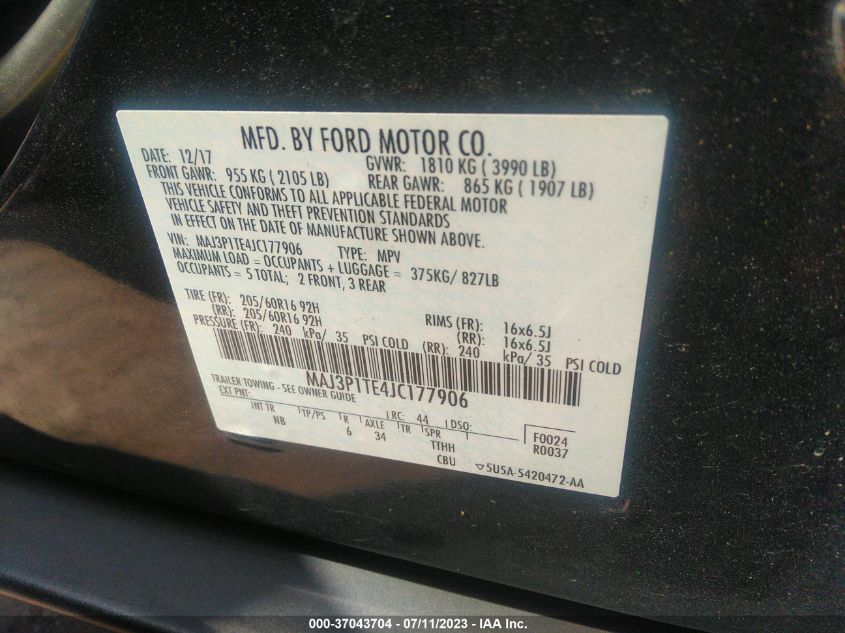 MFD. BY FORD MOTOR CO.
DATE: 12/17 GVWR: 1810 KG ( 3990 LB)
FRONT GAWR: 955 KG ( 2105 LB) REAR GAWR: 865 KG ( 1907 LB)
THIS VEHICLE CONFORMS TO ALL APPLICABLE FEDERAL MOTOR
VEHICLE SAFETY AND THEFT PREVENTION STANDARDS
IN EFFECT ON THE DATE OF MANUFACTURE SHOWN ABOVE.
VIN: MAJ3P1TE4JC177906 TYPE: MPV
MAXIMUM LOAD = OCCUPANTS + LUGGAGE = 375KG/ 827LB
OCCUPANTS = 5 TOTAL; 2 FRONT, 3 REAR
TIRE (FR): 205/60R16 92H RIMS (FR): 16x6.5J
(RR): 205/60R16 92H (RR): 16x6.5J
PRESSURE (FR): 240 kPa/ 35 PSI COLD (RR): 240 kPa/ 35 PSI COLD
MAJ3P1TE4JC177906
TRAILER TOWING - SEE OWNER GUIDE
EXT PNT: RC: 44 DSO: F0024
INT TR TP/PS R AXLE TR SPR R0037
NB 6 34 TTHH
CBU 5U5A-5420472-AA
000-37043704 - 07/11/2023 - IAA Inc.